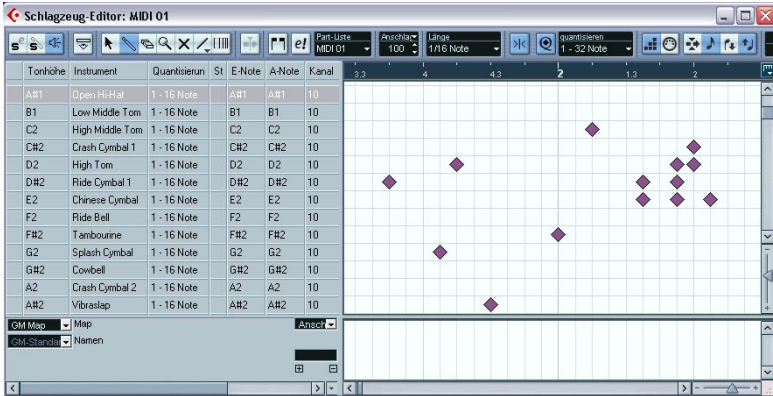 Schlagzeug-Editor: MIDI 01
Part-Liste Anschlag Länge quantisieren
MIDI 01 100 1/16 Note 1 - 32 Note
Tonhöhe Instrument Quantisierun St E-Note A-Note Kanal 3.3 4 4.3 2 1.3 2
A#1 Open Hi-Hat 1 - 16 Note A#1 A#1 10
B1 Low Middle Tom 1 - 16 Note B1 B1 10
C2 High Middle Tom 1 - 16 Note C2 C2 10
C#2 Crash Cymbal 1 1 - 16 Note C#2 C#2 10
D2 High Tom 1 - 16 Note D2 D2 10
D#2 Ride Cymbal 1 1 - 16 Note D#2 D#2 10
E2 Chinese Cymbal 1 - 16 Note E2 E2 10
F2 Ride Bell 1 - 16 Note F2 F2 10
F#2 Tambourine 1 - 16 Note F#2 F#2 10
G2 Splash Cymbal 1 - 16 Note G2 G2 10
G#2 Cowbell 1 - 16 Note G#2 G#2 10
A2 Crash Cymbal 2 1 - 16 Note A2 A2 10
A#2 Vibraslap 1 - 16 Note A#2 A#2 10
GM Map Map Ansch
GM-Standar Namen